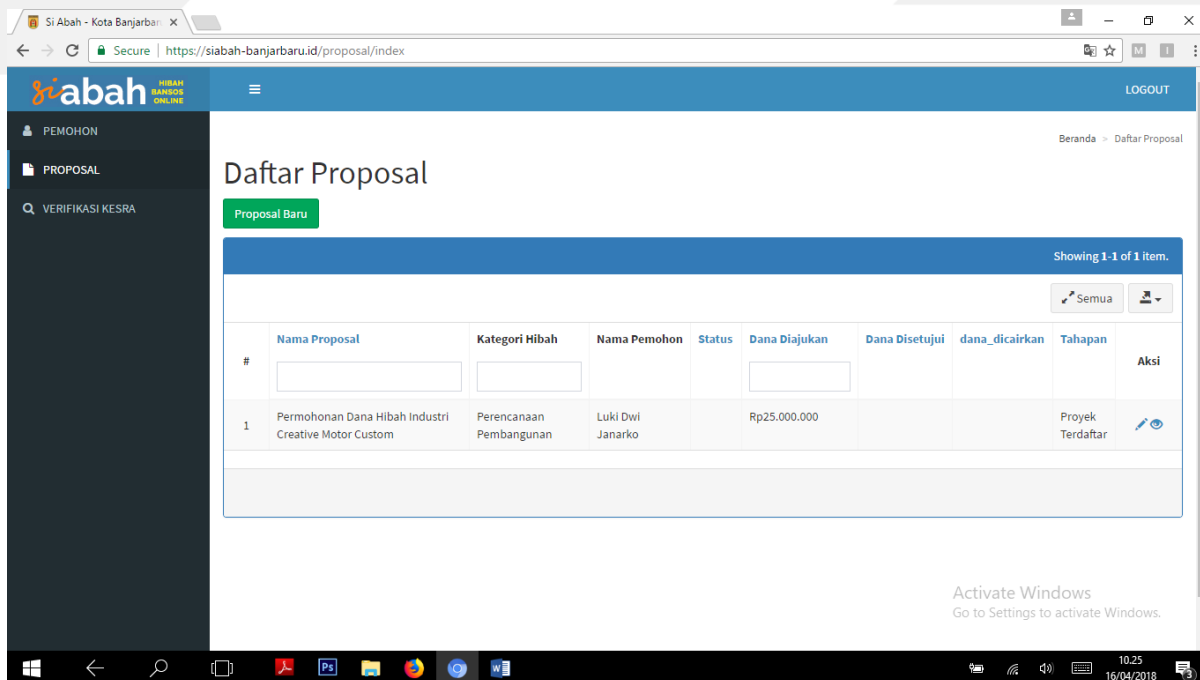 Si Abah - Kota Banjarbar
Secure | https://siabah-banjarbaru.id/proposal/index
M I
siabah HIBAH BANSOS ONLINE
LOGOUT
PEMOHON
Beranda > Daftar Proposal
PROPOSAL
Daftar Proposal
VERIFIKASI KESRA
Proposal Baru
Showing 1-1 of 1 item.
Semua
# Nama Proposal Kategori Hibah Nama Pemohon Status Dana Diajukan Dana Disetujui dana_dicairkan Tahapan Aksi
1 Permohonan Dana Hibah Industri Perencanaan Luki Dwi Rp25.000.000 Proyek
Creative Motor Custom Pembangunan Janarko Terdaftar
Activate Windows
Go to Settings to activate Windows.
Ps
W
10.25
16/04/2018
3